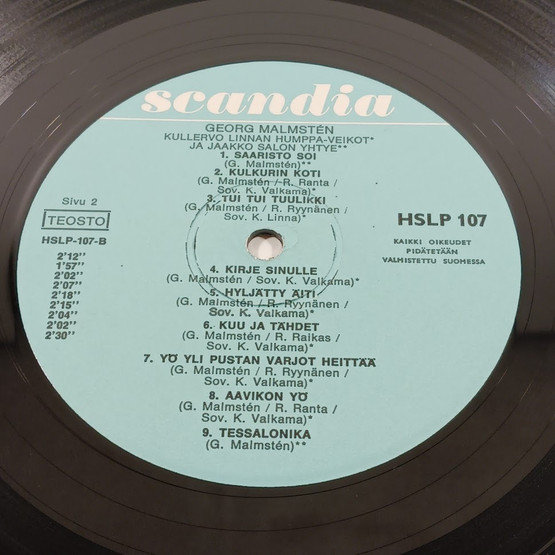 scandia
GEORG MALMSTÉN
KULLERVO LINNAN HUMPPA-VEIKOT*
JA JAAKKO SALON YHTYE**
1. SAARISTO SOI
(G. Malmstén)**
2. KULKURIN KOTI
(G. Malmstén / R. Ranta /
Sov. K. Valkama)*
3. TUI TUI TUULIKKI
(G. Malmstén / R. Ryynänen /
Sov. K. Linna)*
Sivu 2
TEOSTO
HSLP-107-B
2'12''
1'57''
2'02''
2'07''
2'18''
2'15''
2'04''
2'02''
2'30''
HSLP 107
KAIKKI OIKEUDET
PIDÄTETÄÄN
VALMISTETTU SUOMESSA
4. KIRJE SINULLE
(G. Malmstén / Sov. K. Valkama)*
5. HYLJÄTTY ÄITI
(G. Malmstén / R. Ryynänen /
Sov. K. Valkama)*
6. KUU JA TÄHDET
(G. Malmstén / R. Raikas /
Sov. K. Valkama)*
7. YÖ YLI PUSTAN VARJOT HEITTÄÄ
(G. Malmstén / R. Ryynänen /
Sov. K. Valkama)*
8. AAVIKON YÖ
(G. Malmstén / R. Ranta /
Sov. K. Valkama)*
9. TESSALONIKA
(G. Malmstén)**